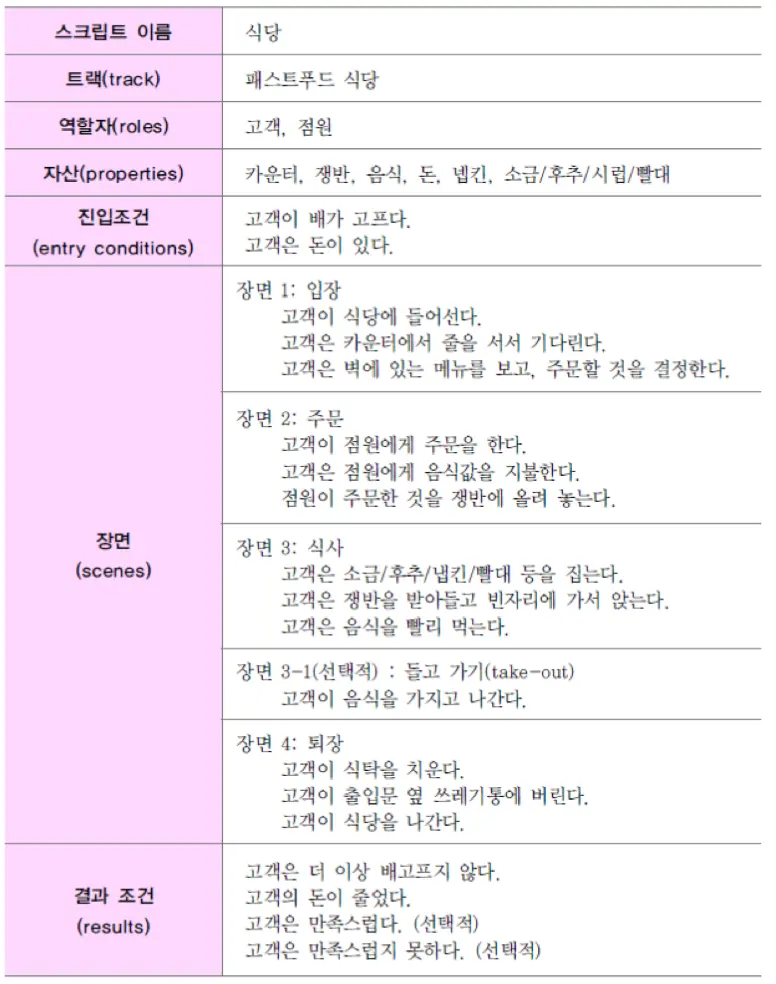 스크립트 이름 식당
트랙(track) 패스트푸드 식당
역할자(roles) 고객, 점원
자산(properties) 카운터, 쟁반, 음식, 돈, 넵킨, 소금/후추/시럽/빨대
진입조건
(entry conditions)
고객이 배가 고프다.
고객은 돈이 있다.
장면
(scenes)
장면 1: 입장
고객이 식당에 들어선다.
고객은 카운터에서 줄을 서서 기다린다.
고객은 벽에 있는 메뉴를 보고, 주문할 것을 결정한다.
장면 2: 주문
고객이 점원에게 주문을 한다.
고객은 점원에게 음식값을 지불한다.
점원이 주문한 것을 쟁반에 올려 놓는다.
장면 3: 식사
고객은 소금/후추/냅킨/빨대 등을 집는다.
고객은 쟁반을 받아들고 빈자리에 가서 앉는다.
고객은 음식을 빨리 먹는다.
장면 3-1(선택적) : 들고 가기(take-out)
고객이 음식을 가지고 나간다.
장면 4: 퇴장
고객이 식탁을 치운다.
고객이 출입문 옆 쓰레기통에 버린다.
고객이 식당을 나간다.
결과 조건
(results)
고객은 더 이상 배고프지 않다.
고객의 돈이 줄었다.
고객은 만족스럽다. (선택적)
고객은 만족스럽지 못하다. (선택적)